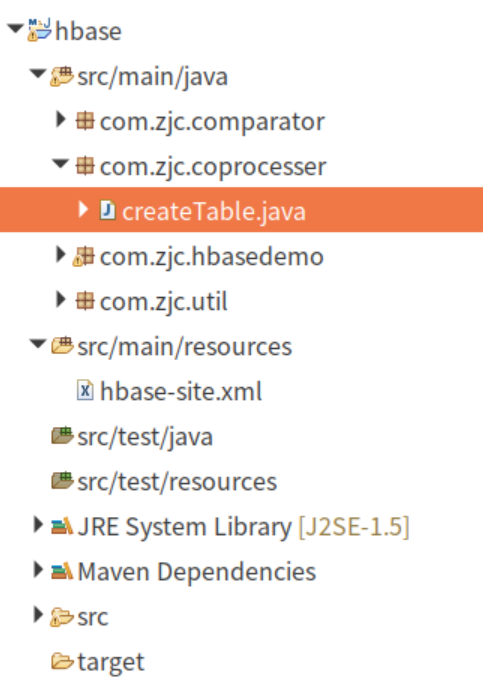 hbase
src/main/java
com.zjc.comparator
com.zjc.coprocesser
createTable.java
com.zjc.hbasedemo
com.zjc.util
src/main/resources
hbase-site.xml
src/test/java
src/test/resources
JRE System Library [J2SE-1.5]
Maven Dependencies
src
target